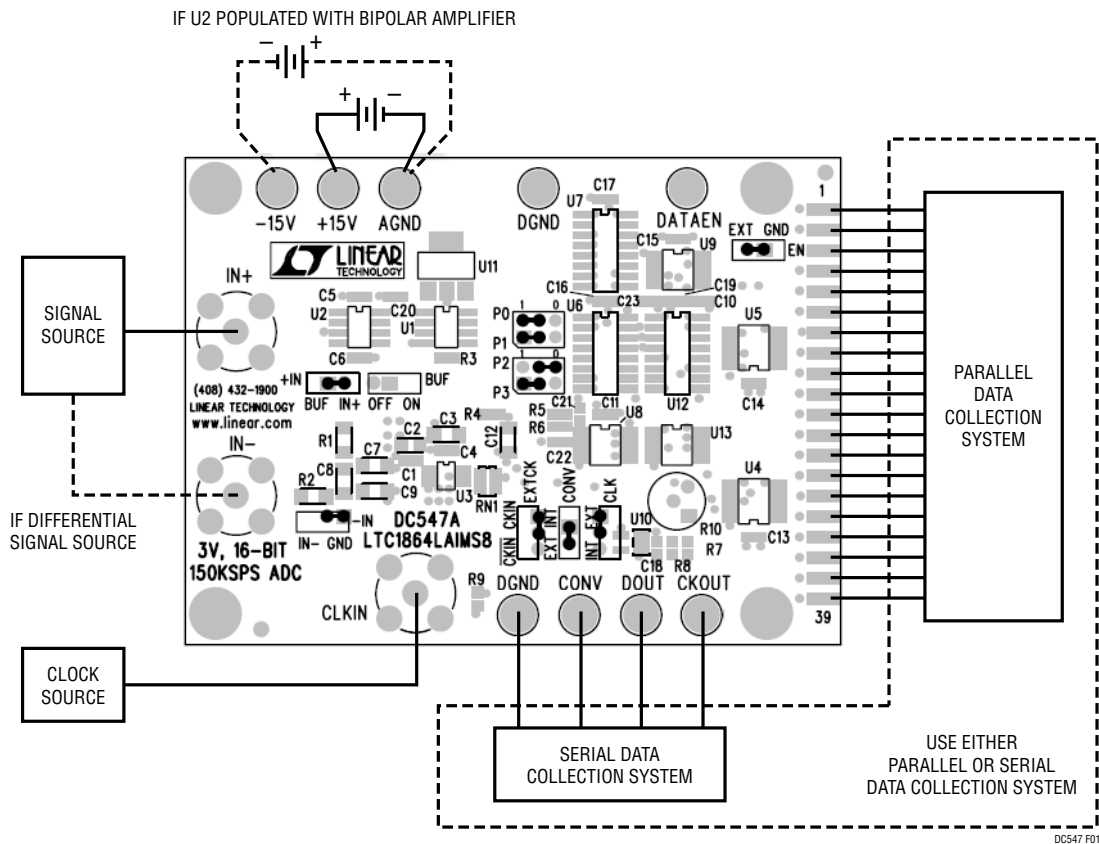 IF U2 POPULATED WITH BIPOLAR AMPLIFIER
− +
+ −
-15V +15V AGND DGND DATAEN
C17
U7
1
EXT GND
EN
C15 U9
LINEAR
TECHNOLOGY
U11
IN+
SIGNAL
SOURCE
C16 U6 C23 C19
C10
C5
U2
C20
U1
C6 R3
P0 1 0
P1
P2 1 0
P3
U5
C14
PARALLEL
DATA
COLLECTION
SYSTEM
+IN BUF
BUF IN+ OFF ON
(408) 432-1900
LINEAR TECHNOLOGY
www.linear.com
IN-
C21 C11 U8 U12
R4 R5
R6
C22
U13
R1 C2 C3
C4 C12
C7
C8 C1
R2 C9 U3 RN1
U4
-IN
IN- GND
IF DIFFERENTIAL
SIGNAL SOURCE
DC547A
LTC1864LAIMS8
3V, 16-BIT
150KSPS ADC
CKIN CKIN
EXTCK
EXT INT
CONV
INT EXT
CLK
U10 R10
R7
C18 R8
C13
R9
CLKIN
DGND CONV DOUT CKOUT
39
CLOCK
SOURCE
SERIAL DATA
COLLECTION SYSTEM
USE EITHER
PARALLEL OR SERIAL
DATA COLLECTION SYSTEM
DC547 F01